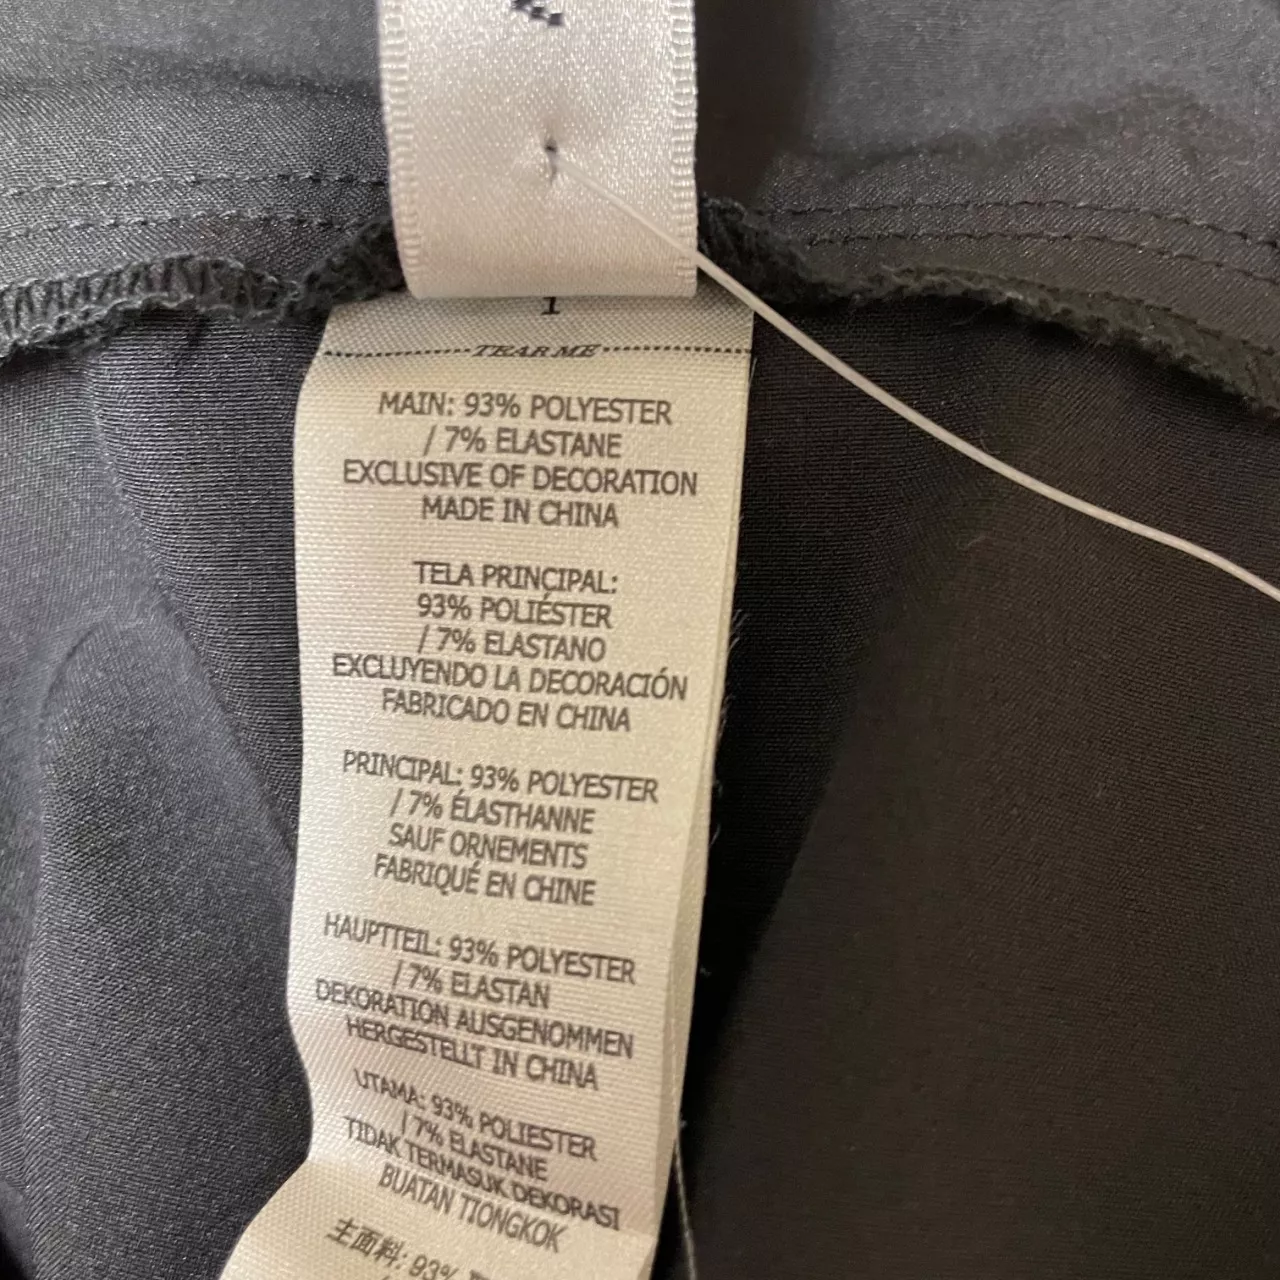 1
TEAR ME
MAIN: 93% POLYESTER
/ 7% ELASTANE
EXCLUSIVE OF DECORATION
MADE IN CHINA
TELA PRINCIPAL:
93% POLIÉSTER
/ 7% ELASTANO
EXCLUYENDO LA DECORACIÓN
FABRICADO EN CHINA
PRINCIPAL: 93% POLYESTER
/ 7% ÉLASTHANNE
SAUF ORNEMENTS
FABRIQUÉ EN CHINE
HAUPTTEIL: 93% POLYESTER
/ 7% ELASTAN
DEKORATION AUSGENOMMEN
HERGESTELLT IN CHINA
UTAMA: 93% POLIESTER
/ 7% ELASTANE
TIDAK TERMASUK DEKORASI
BUATAN TIONGKOK
主面料: 93%